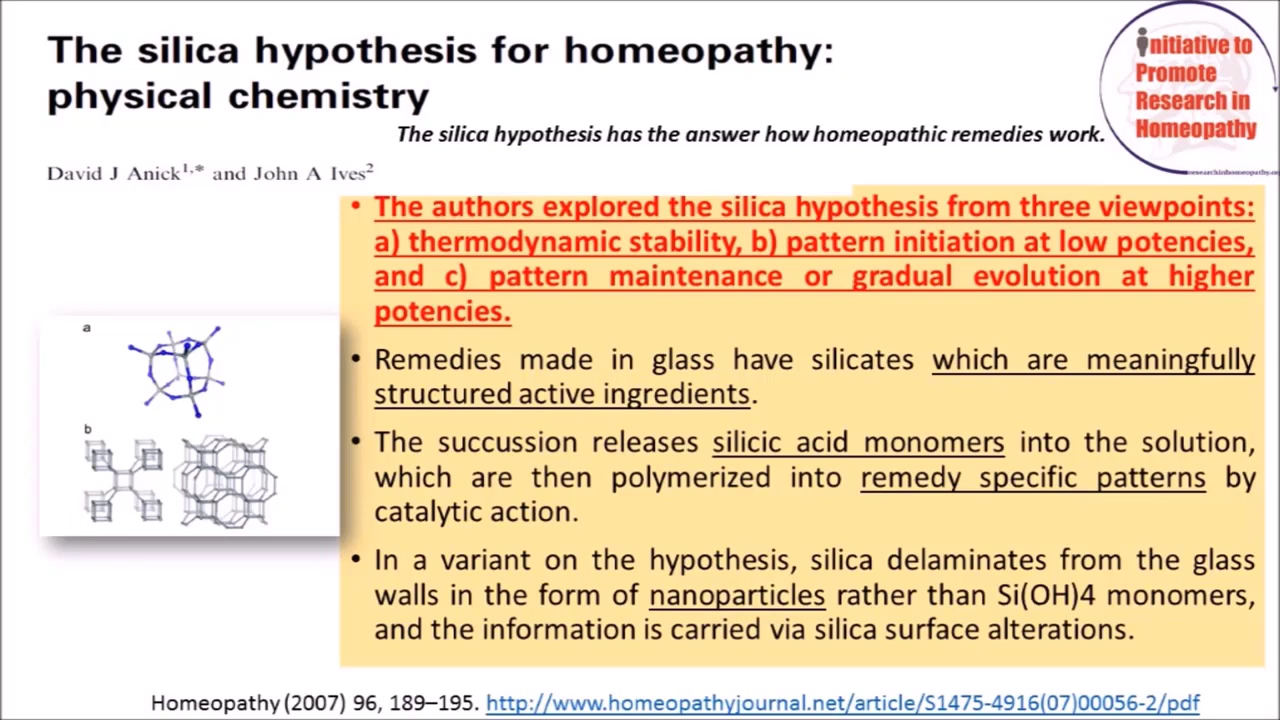 The silica hypothesis for homeopathy:
physical chemistry
Initiative to
Promote
Research in
Homeopathy
researchinhomeopathy.or
The silica hypothesis has the answer how homeopathic remedies work.
David J Anick1,* and John A Ives2
• The authors explored the silica hypothesis from three viewpoints:
a) thermodynamic stability, b) pattern initiation at low potencies,
and c) pattern maintenance or gradual evolution at higher
potencies.
a
b
• Remedies made in glass have silicates which are meaningfully
structured active ingredients.
• The succussion releases silicic acid monomers into the solution,
which are then polymerized into remedy specific patterns by
catalytic action.
• In a variant on the hypothesis, silica delaminates from the glass
walls in the form of nanoparticles rather than Si(OH)4 monomers,
and the information is carried via silica surface alterations.
Homeopathy (2007) 96, 189–195. http://www.homeopathyjournal.net/article/S1475-4916(07)00056-2/pdf